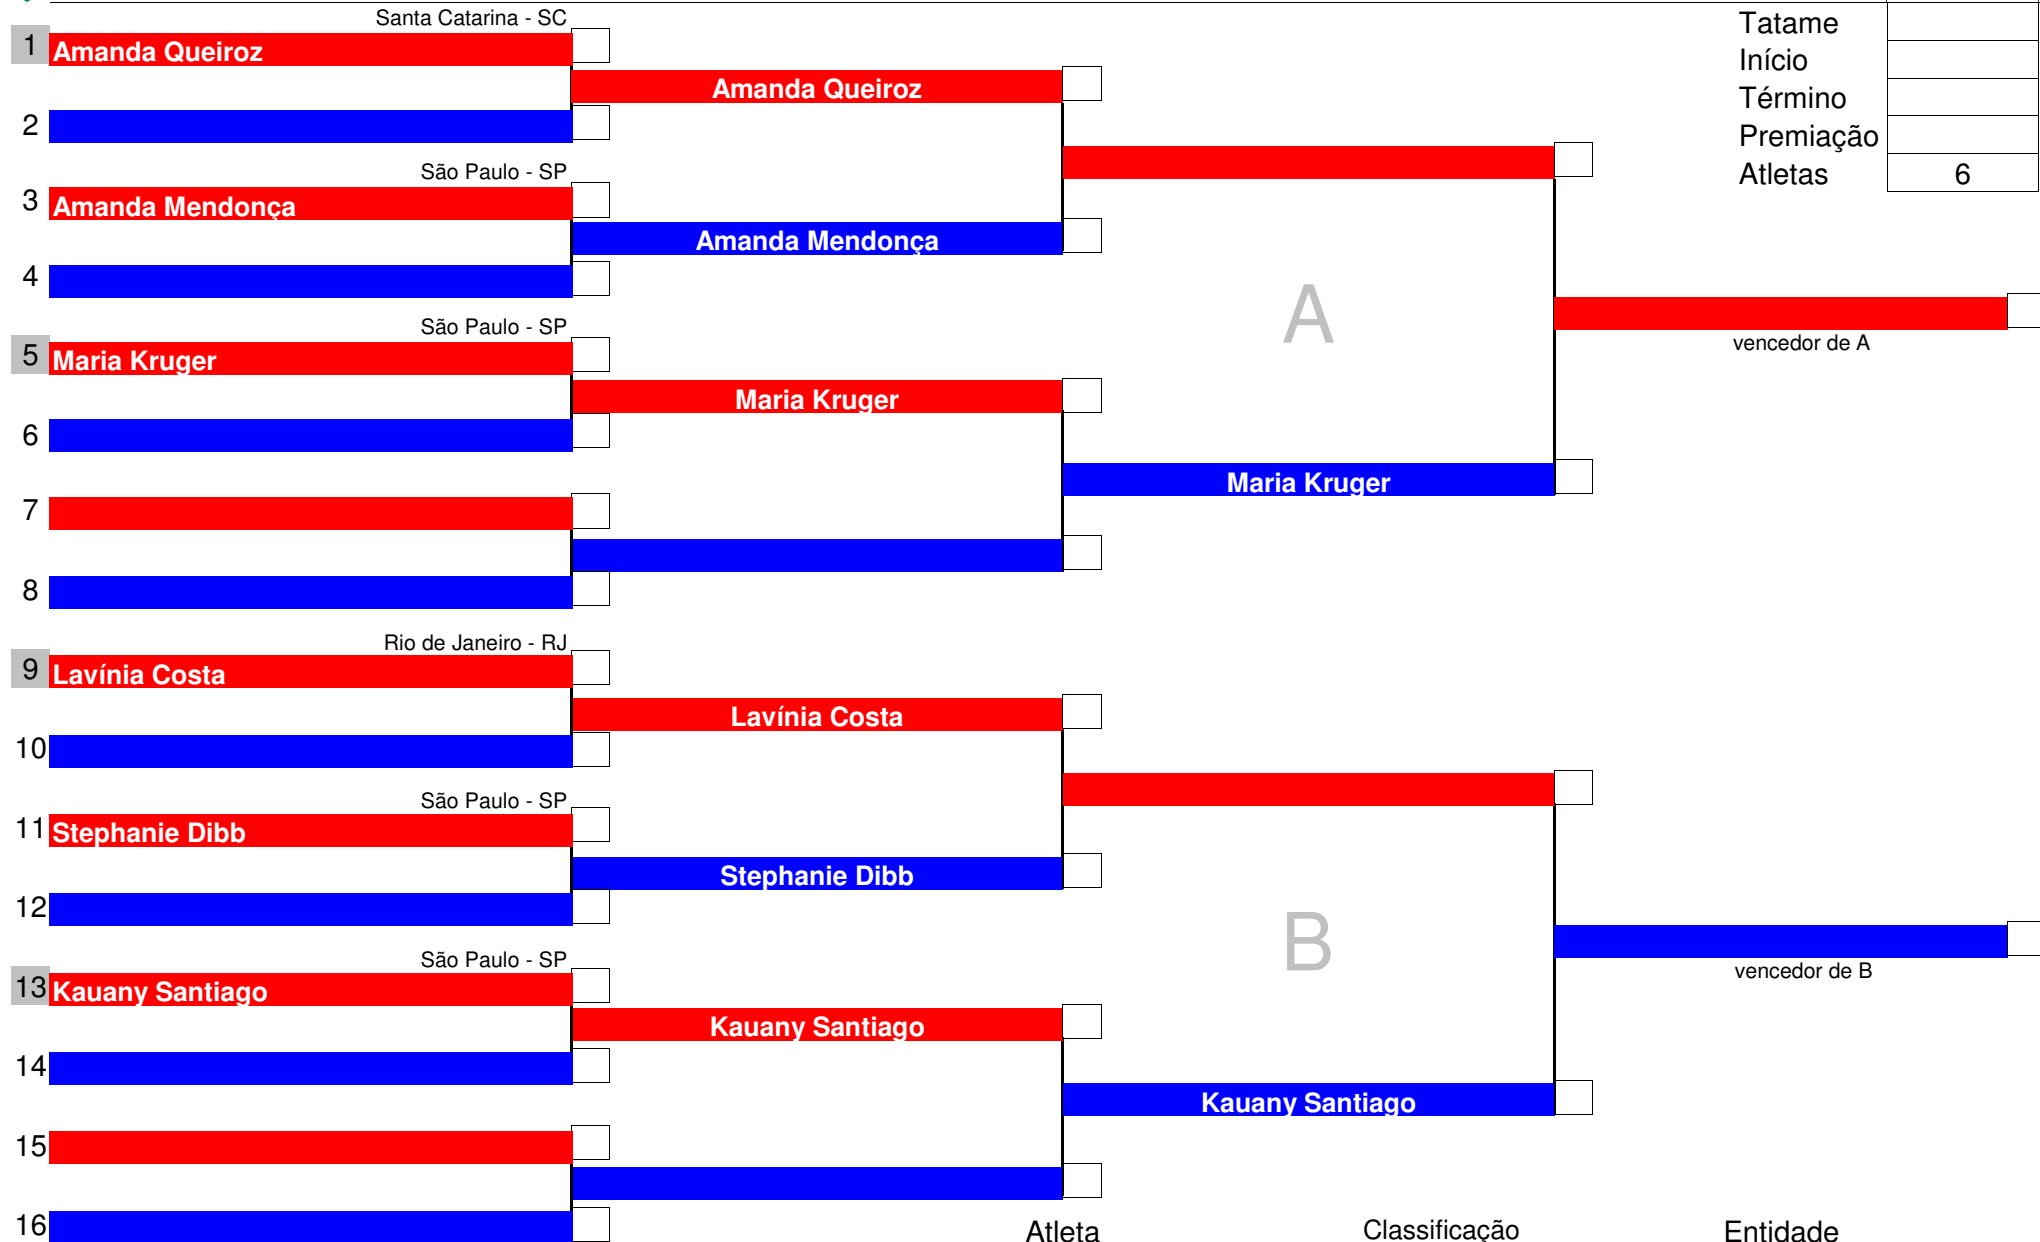 Santa Catarina - SC
Tatame
1 Amanda Queiroz
Início
Amanda Queiroz
Término
2
Premiação
São Paulo - SP
Atletas 6
3 Amanda Mendonça
Amanda Mendonça
4
A
São Paulo - SP
vencedor de A
5 Maria Kruger
Maria Kruger
6
Maria Kruger
7
8
Rio de Janeiro - RJ
9 Lavínia Costa
Lavínia Costa
10
São Paulo - SP
11 Stephanie Dibb
Stephanie Dibb
12
B
São Paulo - SP
vencedor de B
13 Kauany Santiago
Kauany Santiago
14
Kauany Santiago
15
16
Atleta Classificação Entidade